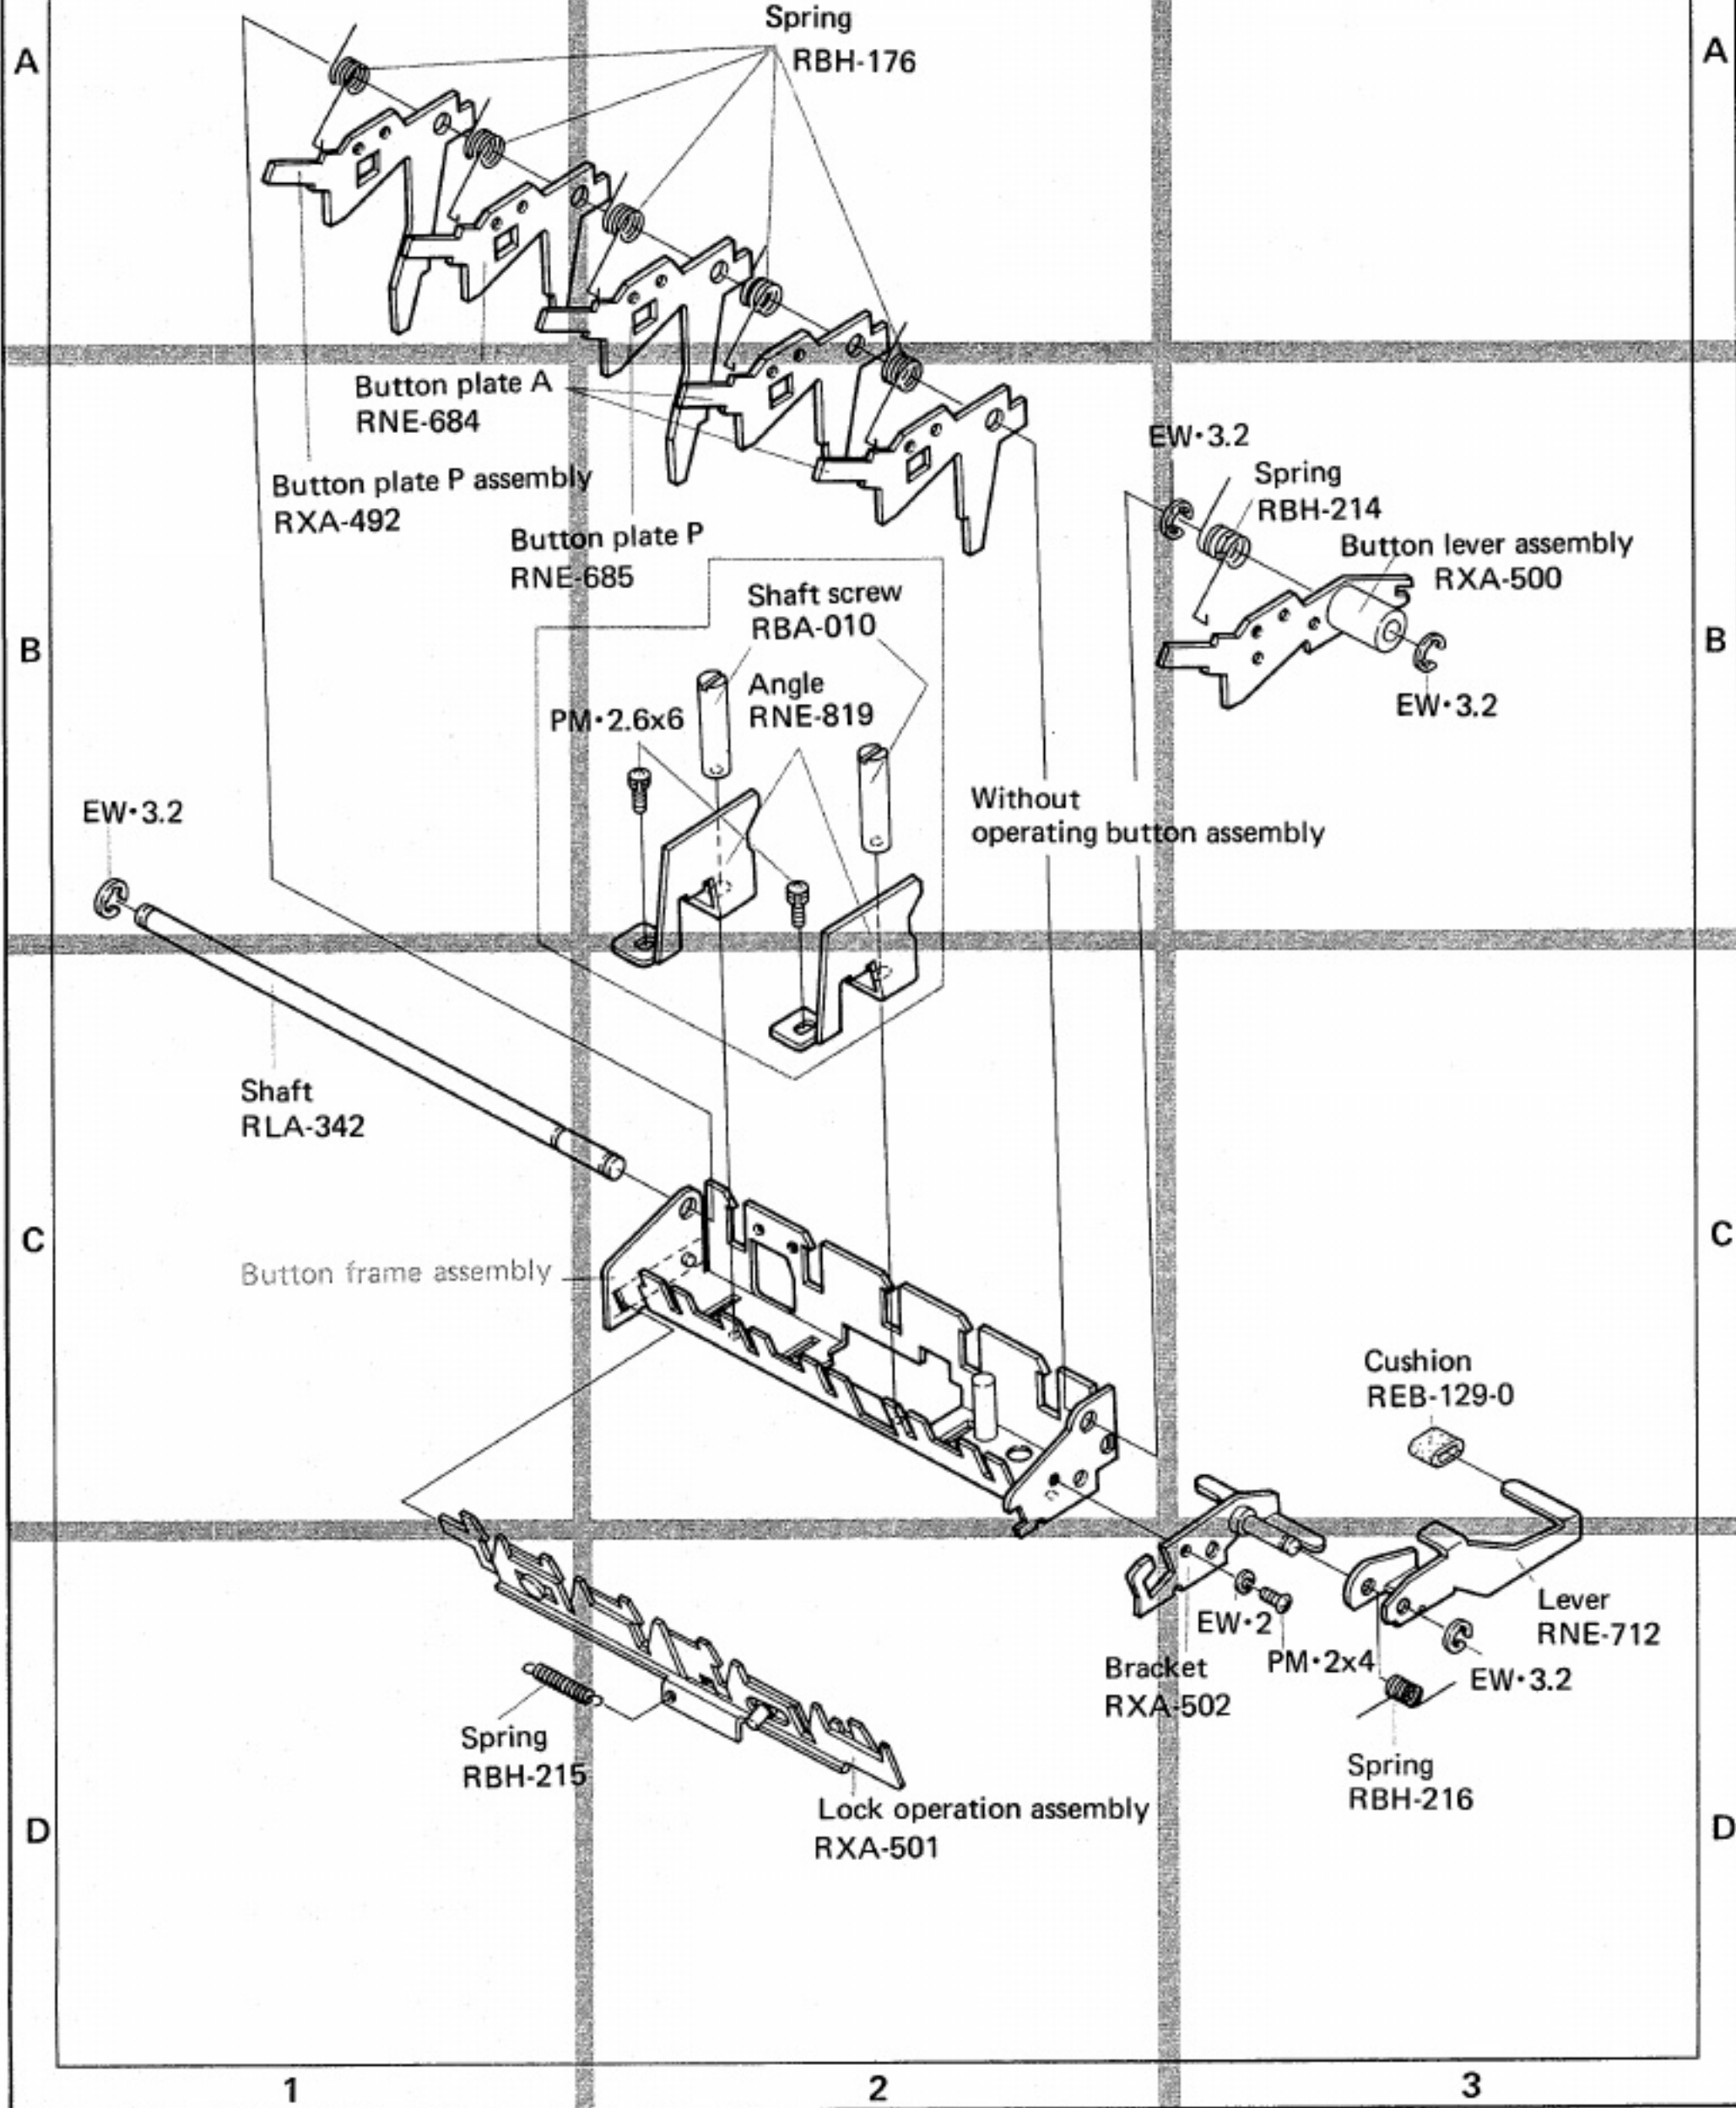 Spring
A
RBH-176
A
Button plate A
RNE-684
EW•3.2
Button plate P assembly
RXA-492
Spring
RBH-214
Button plate P
RNE-685
Button lever assembly
RXA-500
Shaft screw
RBA-010
B
B
Angle
RNE-819
PM•2.6x6
EW•3.2
EW•3.2
Without
operating button assembly
Shaft
RLA-342
C
C
Button frame assembly
Cushion
REB-129-0
Lever
RNE-712
EW•2
PM•2x4
EW•3.2
Bracket
RXA-502
Spring
RBH-215
Spring
RBH-216
Lock operation assembly
RXA-501
D
D
1
2
3